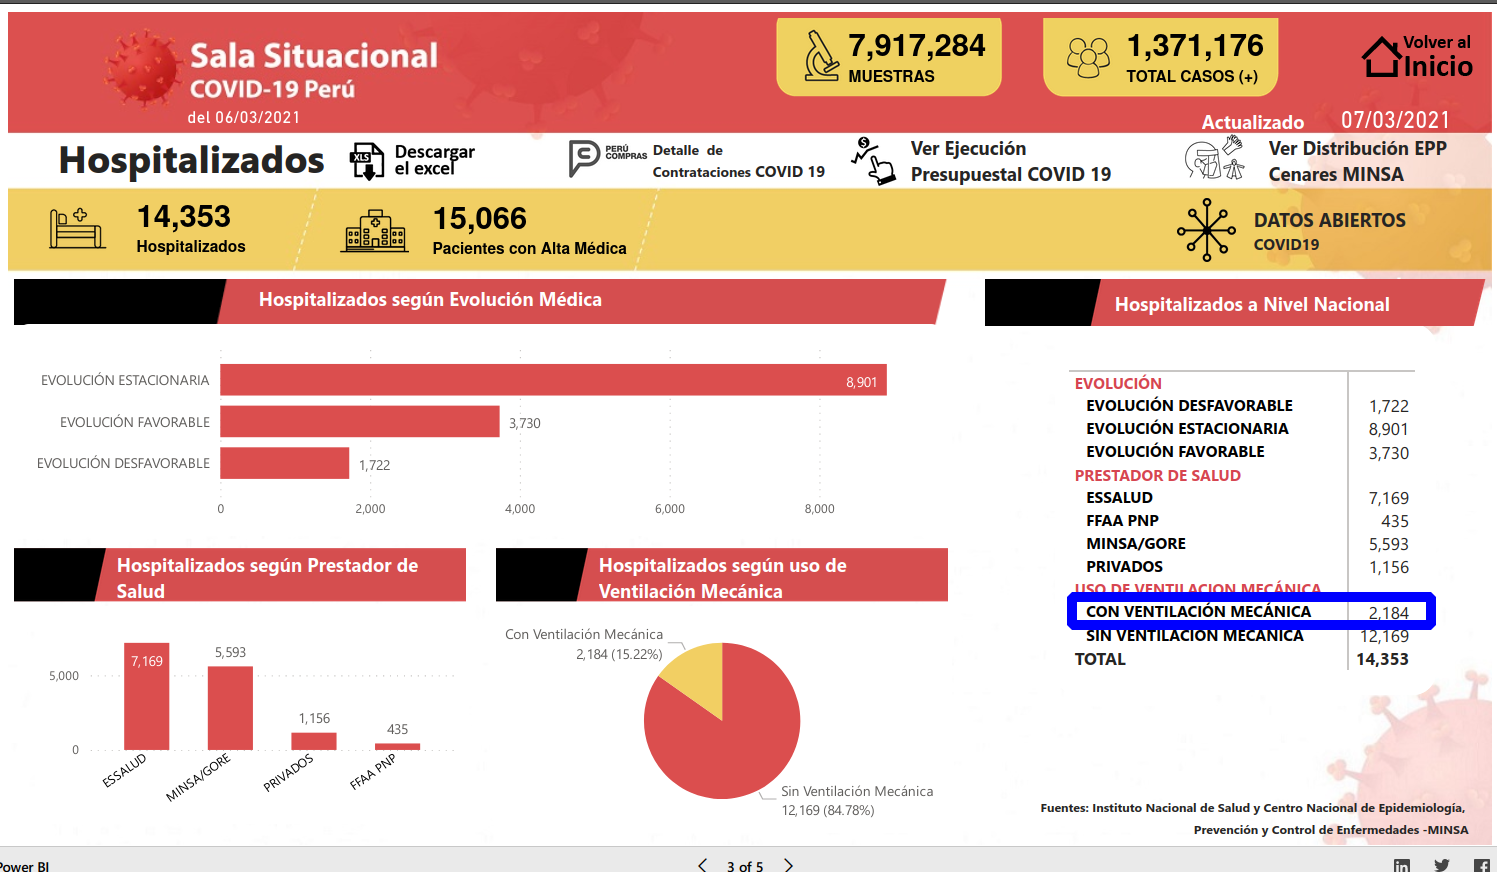 Sala Situacional
COVID-19 Perú
del 06/03/2021
7,917,284
MUESTRAS
1,371,176
TOTAL CASOS (+)
Volver al
Inicio
Actualizado 07/03/2021
Hospitalizados
XLS
Descargar
el excel
PERÚ
COMPRAS
Detalle de
Contrataciones COVID 19
$
Ver Ejecución
Presupuestal COVID 19
Ver Distribución EPP
Cenares MINSA
14,353
Hospitalizados
15,066
Pacientes con Alta Médica
DATOS ABIERTOS
COVID19
Hospitalizados según Evolución Médica
EVOLUCIÓN ESTACIONARIA 8,901
EVOLUCIÓN FAVORABLE 3,730
EVOLUCIÓN DESFAVORABLE 1,722
0 2,000 4,000 6,000 8,000
Hospitalizados según Prestador de
Salud
5,000
0
7,169 5,593 1,156 435
ESSALUD MINSA/GORE PRIVADOS FFAA PNP
Hospitalizados según uso de
Ventilación Mecánica
Con Ventilación Mecánica
2,184 (15.22%)
Sin Ventilación Mecánica
12,169 (84.78%)
Hospitalizados a Nivel Nacional
EVOLUCIÓN
EVOLUCIÓN DESFAVORABLE 1,722
EVOLUCIÓN ESTACIONARIA 8,901
EVOLUCIÓN FAVORABLE 3,730
PRESTADOR DE SALUD
ESSALUD 7,169
FFAA PNP 435
MINSA/GORE 5,593
PRIVADOS 1,156
USO DE VENTILACION MECÁNICA
CON VENTILACIÓN MECÁNICA 2,184
SIN VENTILACIÓN MECÁNICA 12,169
TOTAL 14,353
Fuentes: Instituto Nacional de Salud y Centro Nacional de Epidemiología,
Prevención y Control de Enfermedades -MINSA
Power BI
3 of 5